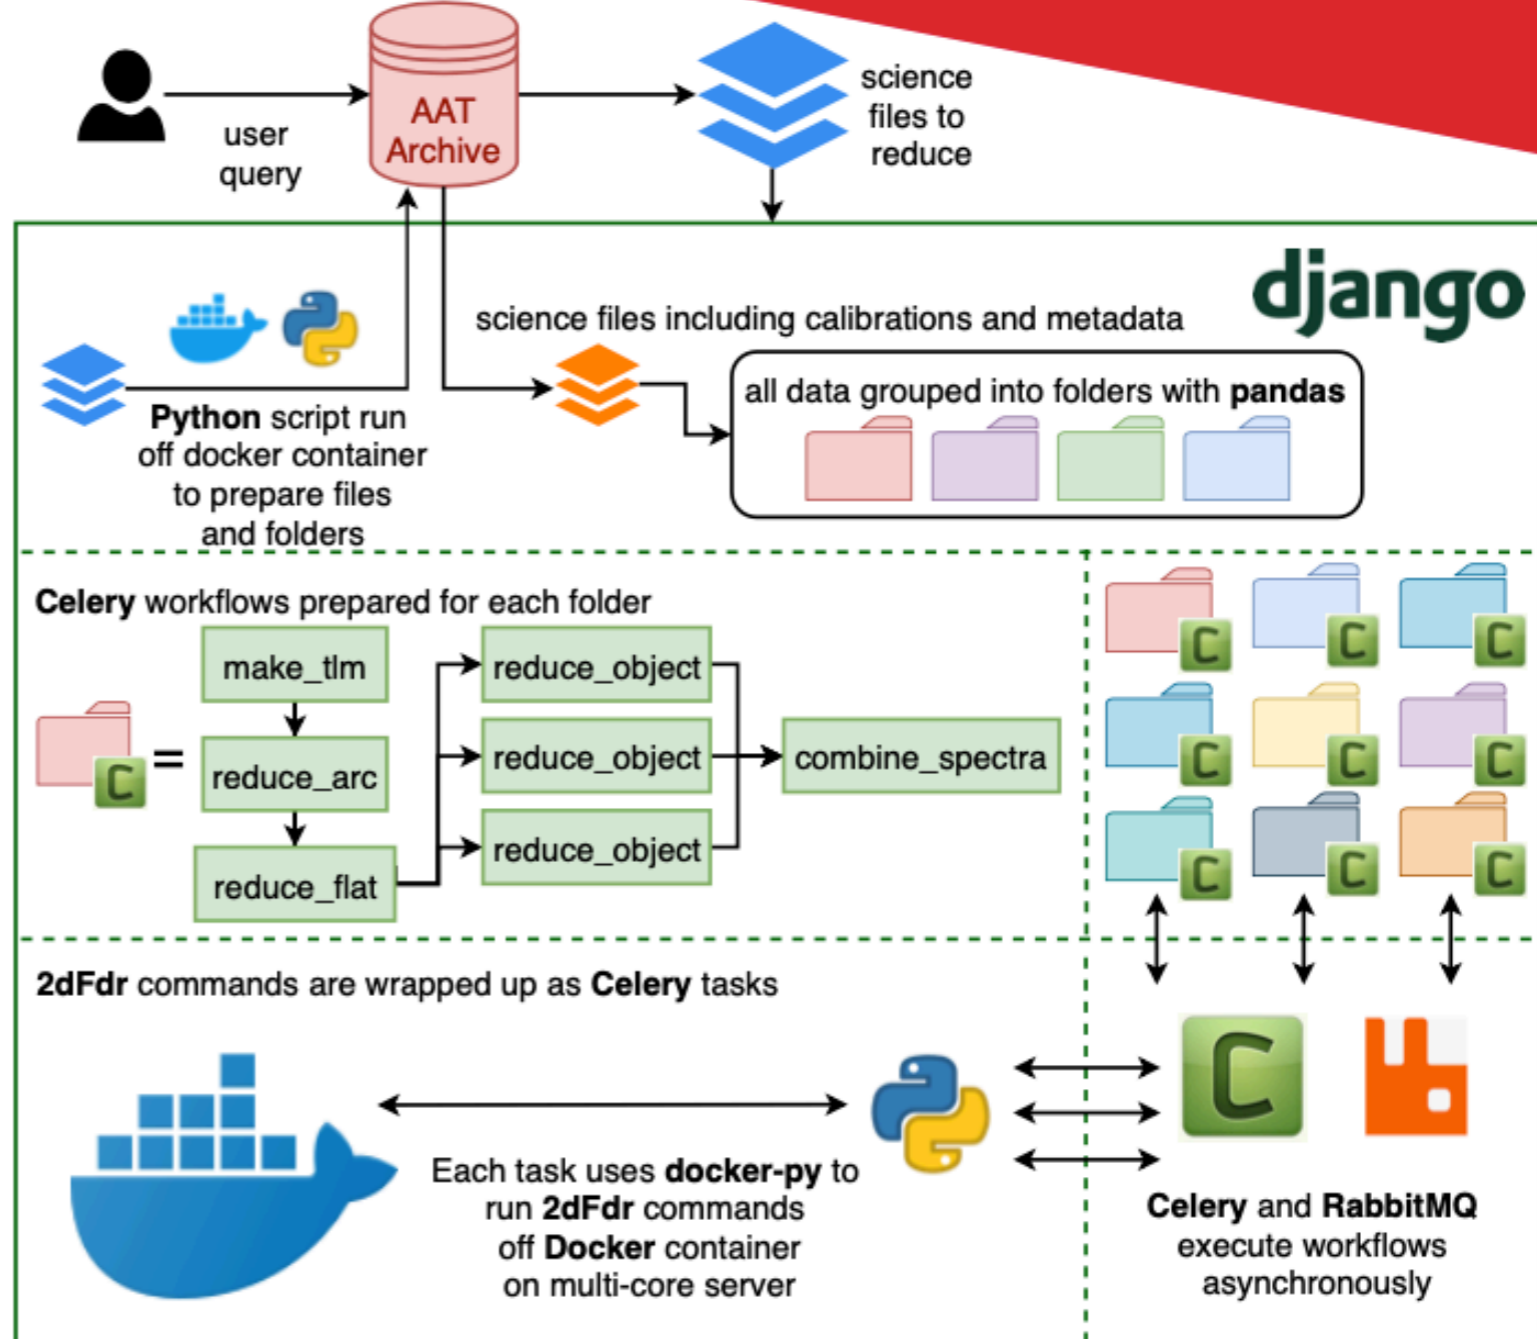 user
query
AAT
Archive
science
files to
reduce
django
science files including calibrations and metadata
Python script run
off docker container
to prepare files
and folders
all data grouped into folders with pandas
Celery workflows prepared for each folder
C
=
make_tlm
reduce_arc
reduce_flat
reduce_object
reduce_object
reduce_object
combine_spectra
C
C
C
C
C
C
C
C
C
2dFdr commands are wrapped up as Celery tasks
Each task uses docker-py to
run 2dFdr commands
off Docker container
on multi-core server
C
Celery and RabbitMQ
execute workflows
asynchronously